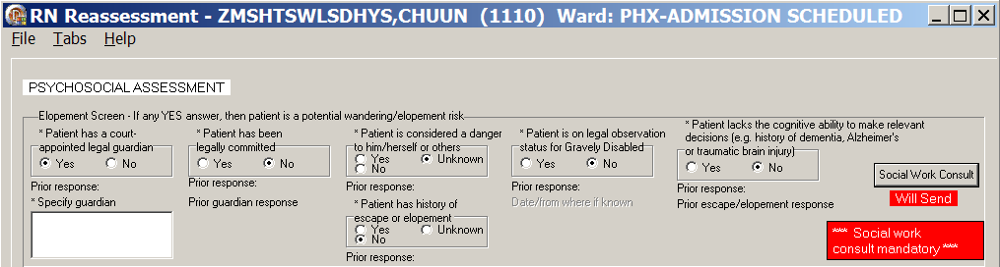 RN Reassessment - ZMSHTSWLSDHYS,CHUUN (1110) Ward: PHX-ADMISSION SCHEDULED
File Tabs Help
PSYCHOSOCIAL ASSESSMENT
Elopement Screen - If any YES answer, then patient is a potential wandering/elopement risk
* Patient has a court-
appointed legal guardian
Yes No
Prior response:
* Specify guardian
* Patient has been
legally committed
Yes No
Prior response:
Prior guardian response
* Patient is considered a danger
to him/herself or others
Yes Unknown
No
Prior response:
* Patient has history of
escape or elopement
Yes Unknown
No
Prior response:
* Patient is on legal observation
status for Gravely Disabled
Yes No
Prior response:
Date/from where if known
* Patient lacks the cognitive ability to make relevant
decisions (e.g. history of dementia, Alzheimer's
or traumatic brain injury)
Yes No
Prior response:
Prior escape/elopement response
Social Work Consult
Will Send
*** Social work
consult mandatory ***